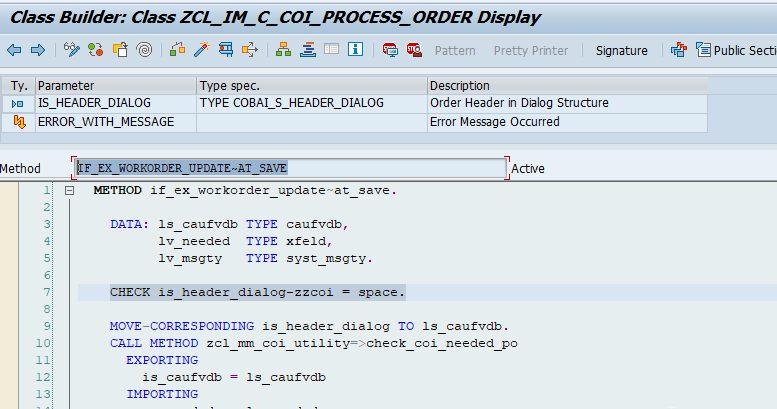 Class Builder: Class ZCL_IM_C_COI_PROCESS_ORDER Display
Pattern Pretty Printer Signature Public Secti
Ty. Parameter Type spec. Description
IS_HEADER_DIALOG TYPE COBAI_S_HEADER_DIALOG Order Header in Dialog Structure
ERROR_WITH_MESSAGE Error Message Occurred
Method IF_EX_WORKORDER_UPDATE~AT_SAVE Active
1 METHOD if_ex_workorder_update~at_save.
2
3 DATA: ls_caufvdb TYPE caufvdb,
4 lv_needed TYPE xfeld,
5 lv_msgty TYPE syst_msgty.
6
7 CHECK is_header_dialog-zzcoi = space.
8
9 MOVE-CORRESPONDING is_header_dialog TO ls_caufvdb.
10 CALL METHOD zcl_mm_coi_utility=>check_coi_needed_po
11 EXPORTING
12 is_caufvdb = ls_caufvdb
13 IMPORTING